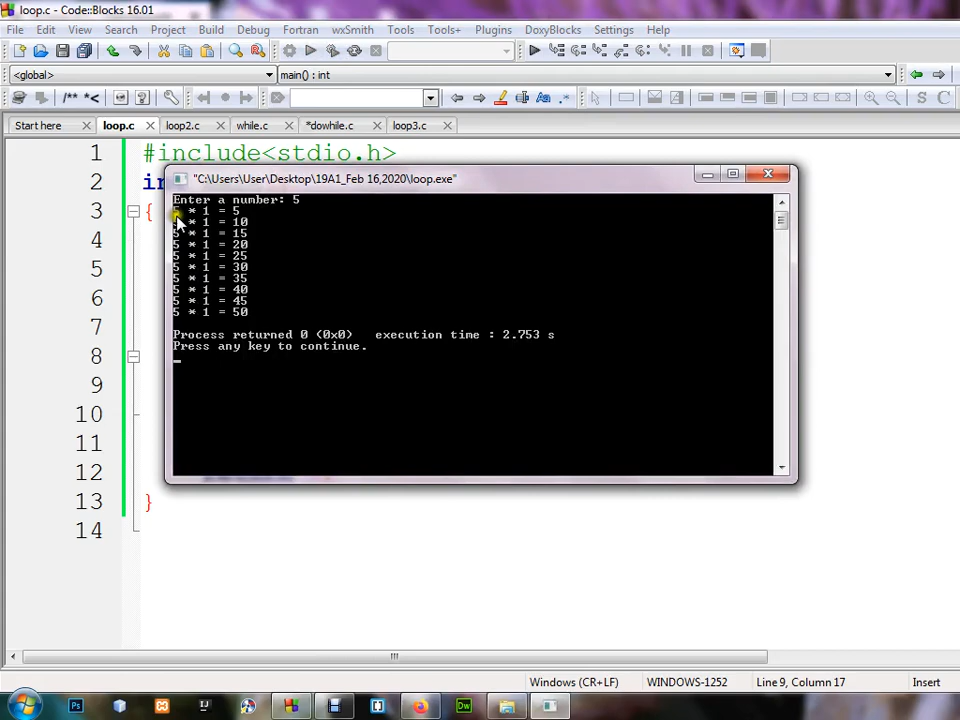 loop.c - Code::Blocks 16.01
File Edit View Search Project Build Debug Fortran wxSmith Tools Tools+ Plugins DoxyBlocks Settings Help
<global> main() : int
/** *<
Start here loop.c loop2.c while.c *dowhile.c loop3.c
1 #include<stdio.h>
2 in
3 {
4
5
6
7
8
9
10
11
12
13 }
14
"C:\Users\User\Desktop\19A1_Feb 16,2020\loop.exe"
Enter a number: 5
5 * 1 = 5
5 * 1 = 10
5 * 1 = 15
5 * 1 = 20
5 * 1 = 25
5 * 1 = 30
5 * 1 = 35
5 * 1 = 40
5 * 1 = 45
5 * 1 = 50
Process returned 0 (0x0) execution time : 2.753 s
Press any key to continue.
Windows (CR+LF) WINDOWS-1252 Line 9, Column 17 Insert
Ps Dw